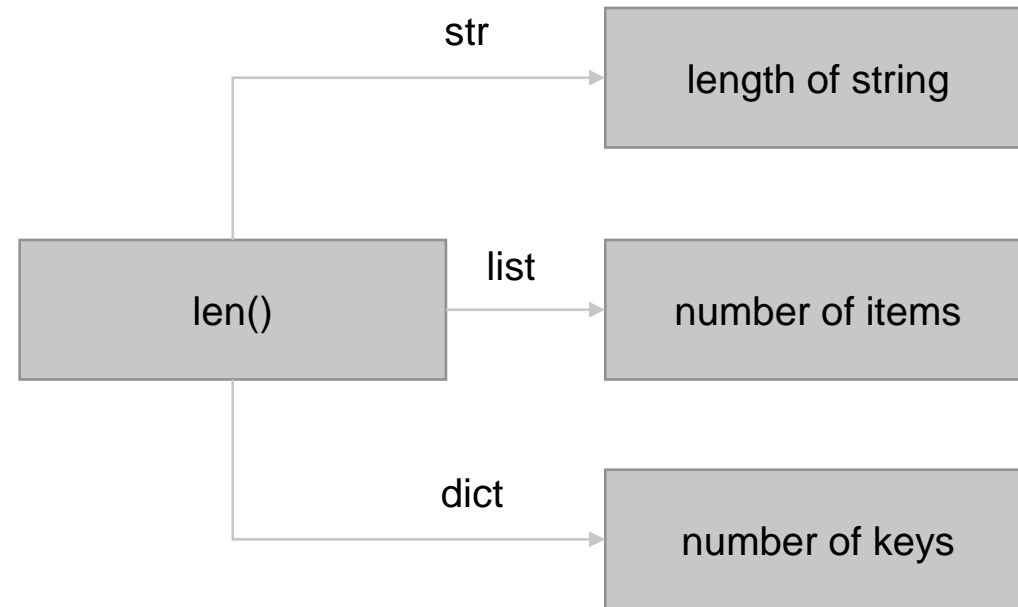 str
length of string
len()
list
number of items
dict
number of keys